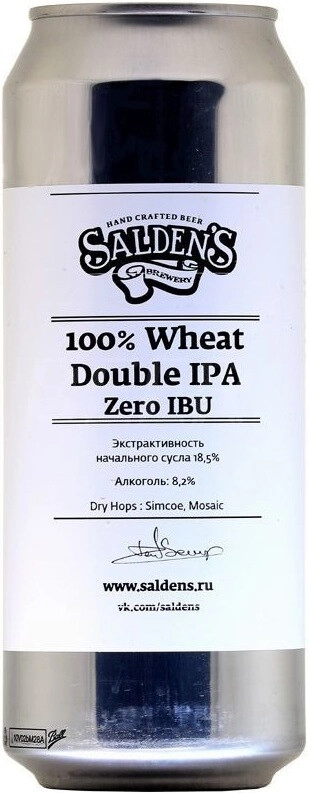 HAND CRAFTED BEER
SALDEN'S
BREWERY
100% Wheat
Double IPA
Zero IBU
Экстрактивность
начального сусла 18,5%
Алкоголь: 8,2%
Dry Hops : Simcoe, Mosaic
www.saldens.ru
vk.com/saldens
Ball